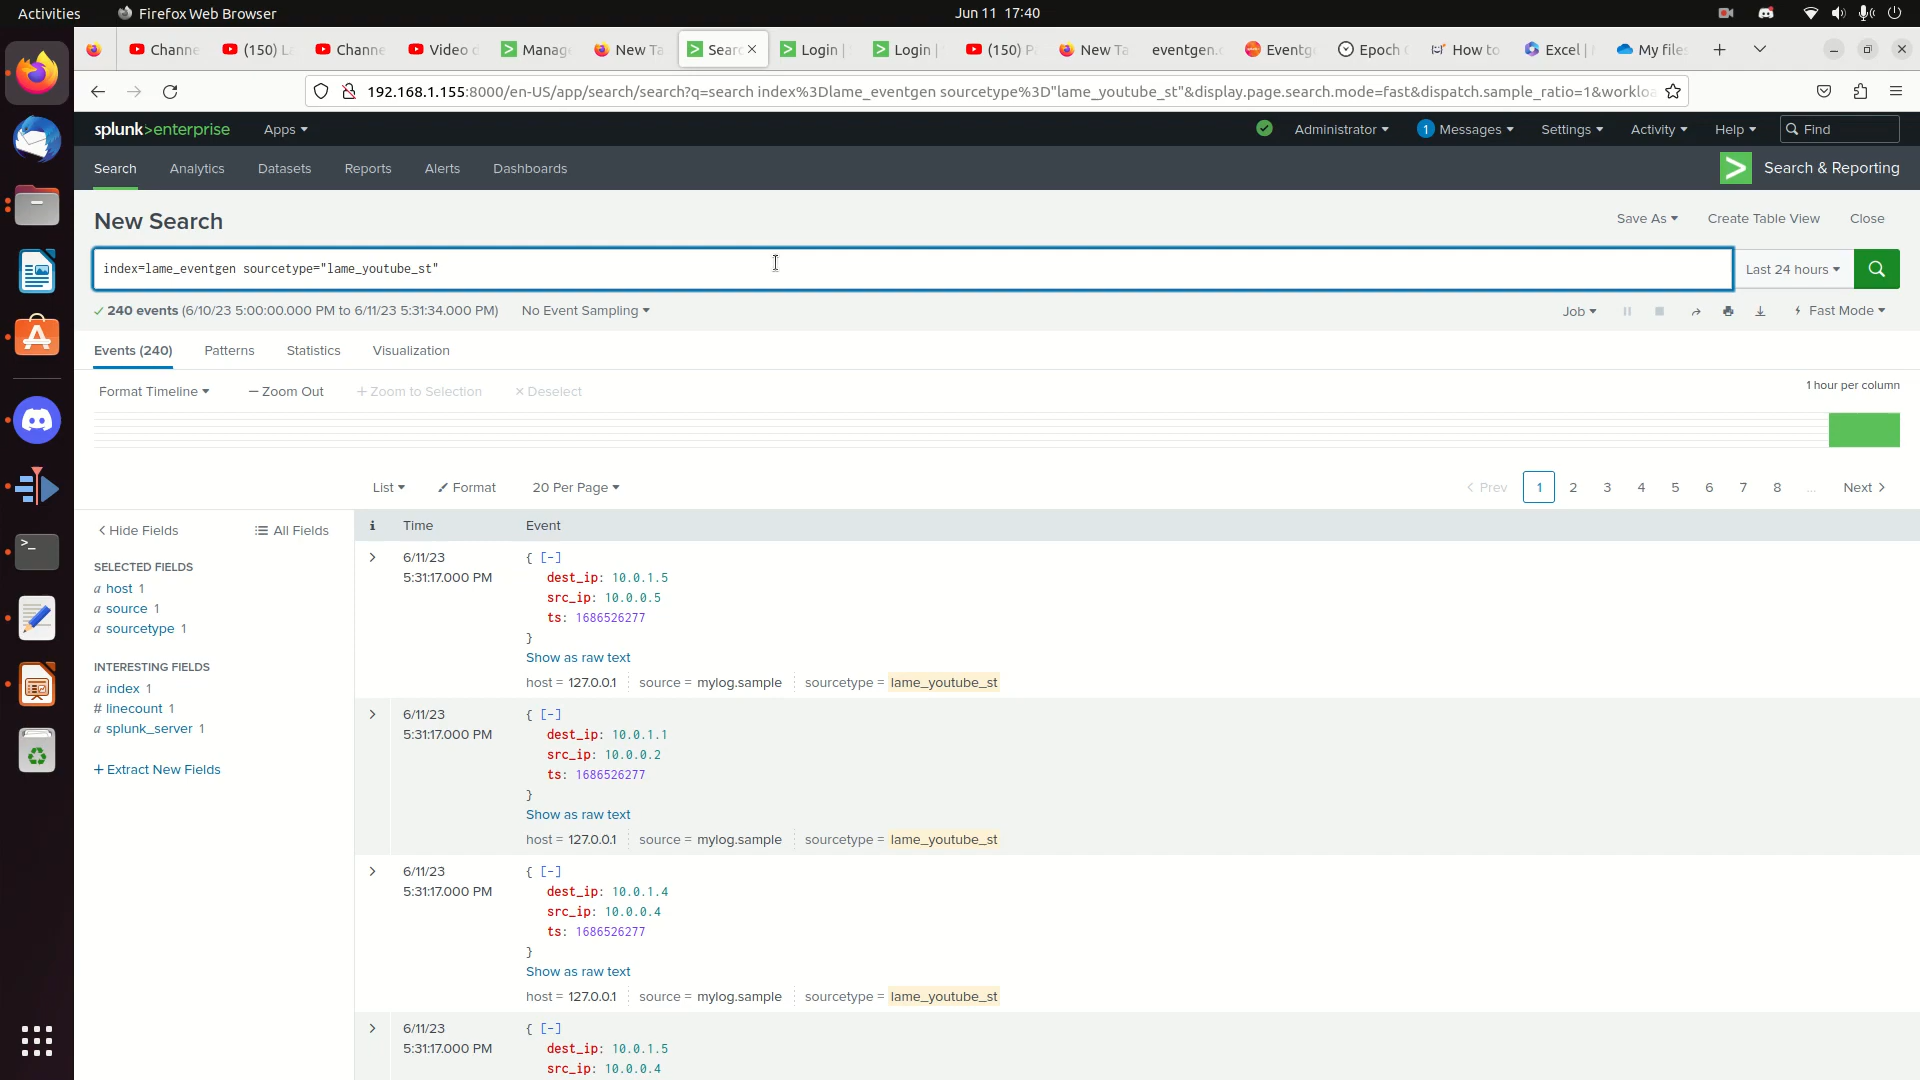 Activities
Firefox Web Browser
Jun 11 17:40
Channe
(150) L
Channe
Video
Manag
New Ta
Searc
Login |
Login |
(150) P
New Ta
eventgen.
Eventg
Epoch
How to
Excel |
My files
192.168.1.155:8000/en-US/app/search/search?q=search index%3Dlame_eventgen sourcetype%3D"lame_youtube_st"&display.page.search.mode=fast&dispatch.sample_ratio=1&worklo
splunk>enterprise
Apps
Administrator
1
Messages
Settings
Activity
Help
Find
Search
Analytics
Datasets
Reports
Alerts
Dashboards
Search & Reporting
New Search
Save As
Create Table View
Close
index=lame_eventgen sourcetype="lame_youtube_st"
Last 24 hours
240 events (6/10/23 5:00:00.000 PM to 6/11/23 5:31:34.000 PM)
No Event Sampling
Job
Fast Mode
Events (240)
Patterns
Statistics
Visualization
Format Timeline
– Zoom Out
+ Zoom to Selection
× Deselect
1 hour per column
List
Format
20 Per Page
< Prev
1
2
3
4
5
6
7
8
...
Next >
< Hide Fields
All Fields
i
Time
Event
SELECTED FIELDS
a host 1
a source 1
a sourcetype 1
INTERESTING FIELDS
a index 1
# linecount 1
a splunk_server 1
+ Extract New Fields
>
6/11/23
5:31:17.000 PM
{ [-]
dest_ip: 10.0.1.5
src_ip: 10.0.0.5
ts: 1686526277
}
Show as raw text
host = 127.0.0.1
source = mylog.sample
sourcetype = lame_youtube_st
>
6/11/23
5:31:17.000 PM
{ [-]
dest_ip: 10.0.1.1
src_ip: 10.0.0.2
ts: 1686526277
}
Show as raw text
host = 127.0.0.1
source = mylog.sample
sourcetype = lame_youtube_st
>
6/11/23
5:31:17.000 PM
{ [-]
dest_ip: 10.0.1.4
src_ip: 10.0.0.4
ts: 1686526277
}
Show as raw text
host = 127.0.0.1
source = mylog.sample
sourcetype = lame_youtube_st
>
6/11/23
5:31:17.000 PM
{ [-]
dest_ip: 10.0.1.5
src_ip: 10.0.0.4